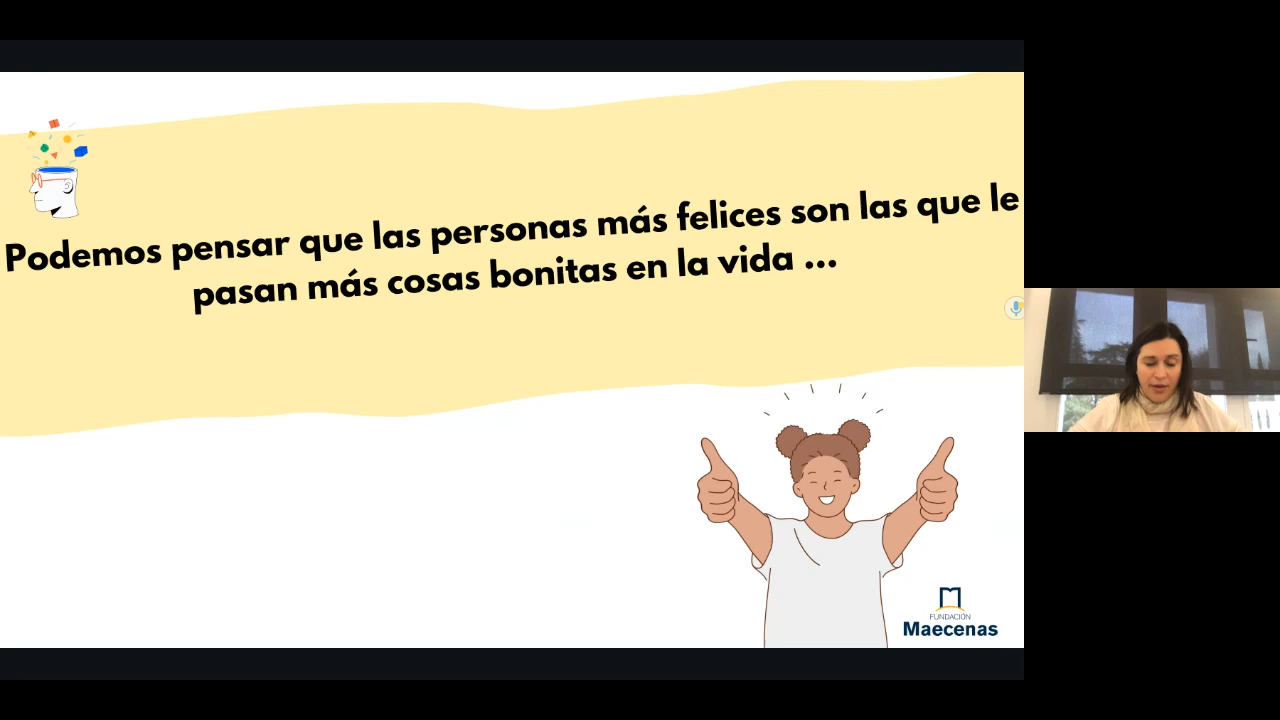 Podemos pensar que las personas más felices son las que le
pasan más cosas bonitas en la vida ...
FUNDACIÓN
Maecenas